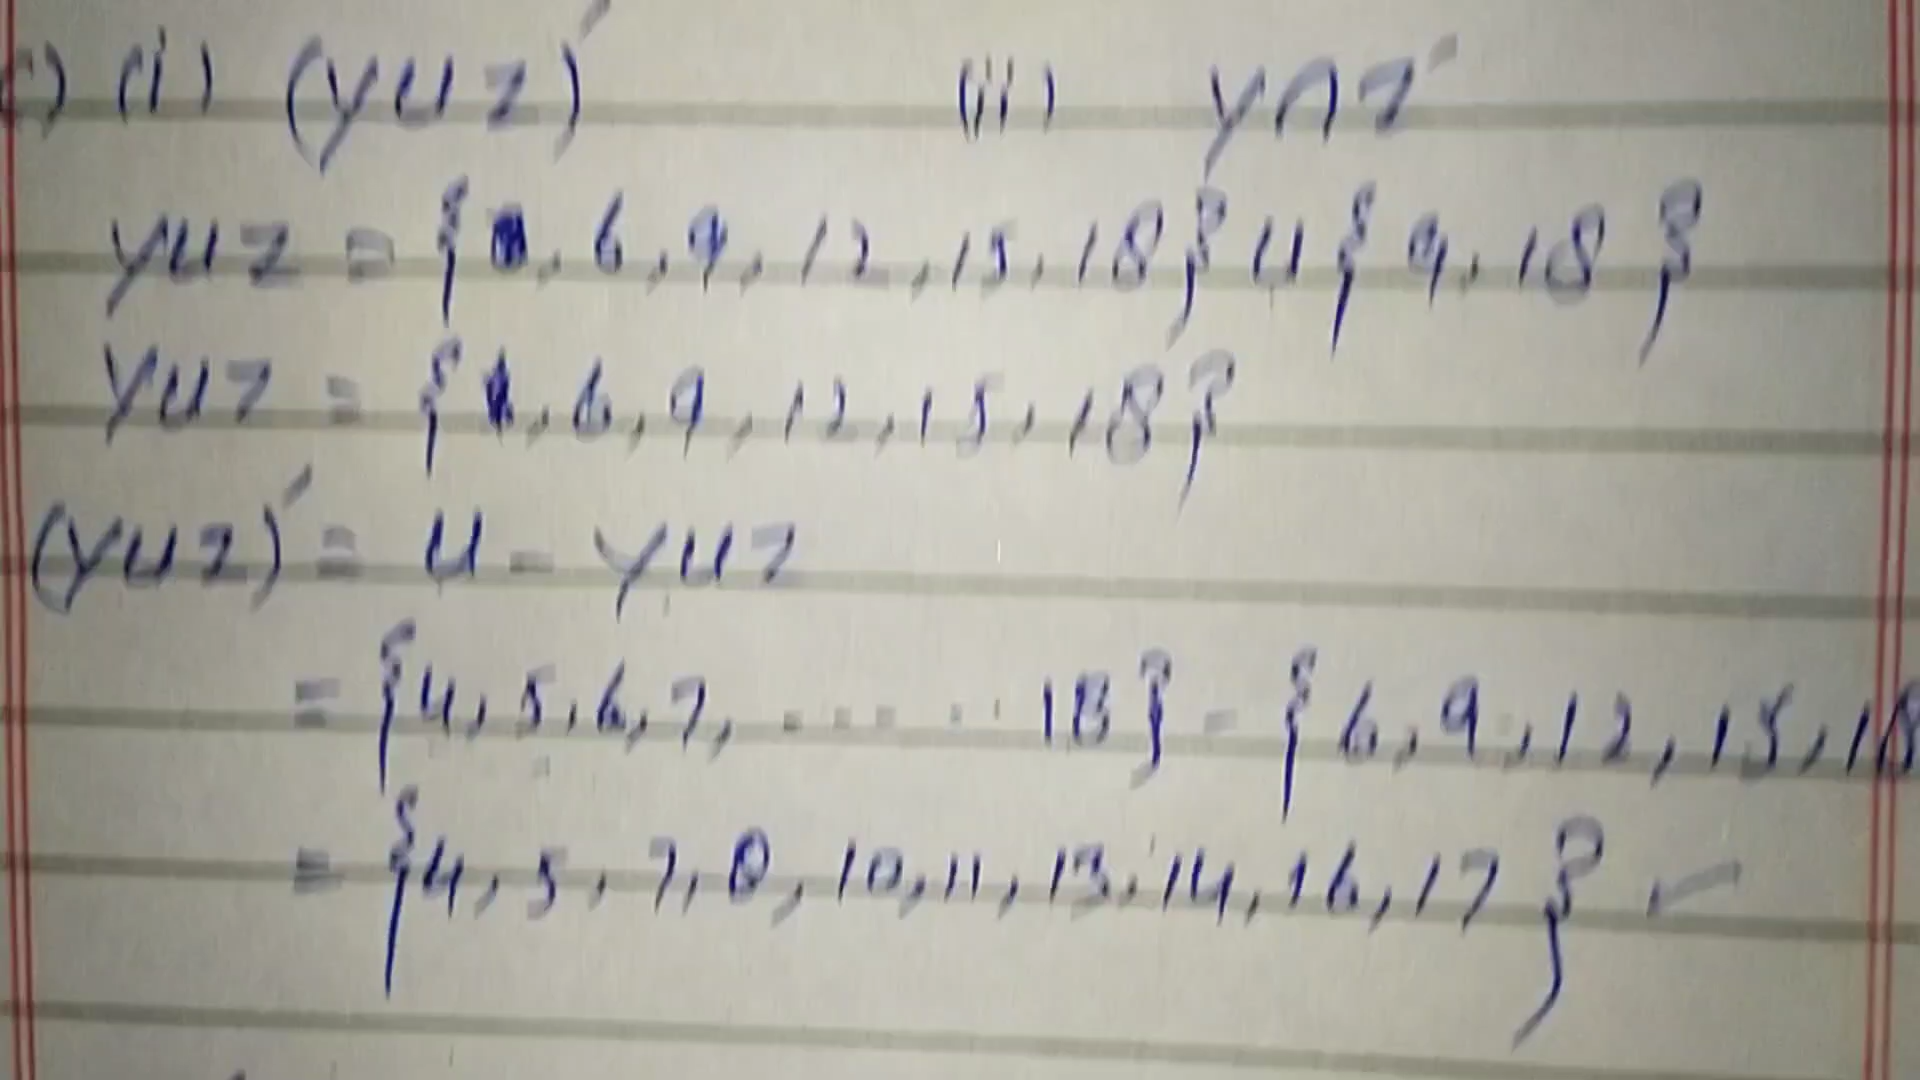 c) (i) (Y∪Z)′ (ii) Y∩Z′
Y∪Z = { , 6, 9, 12, 15, 18} ∪ {9, 18}
Y∪Z = { , 6, 9, 12, 15, 18}
(Y∪Z)′ = U - Y∪Z
= {4, 5, 6, 7, ..... 18} - {6, 9, 12, 15, 18
= {4, 5, 7, 8, 10, 11, 13, 14, 16, 17}